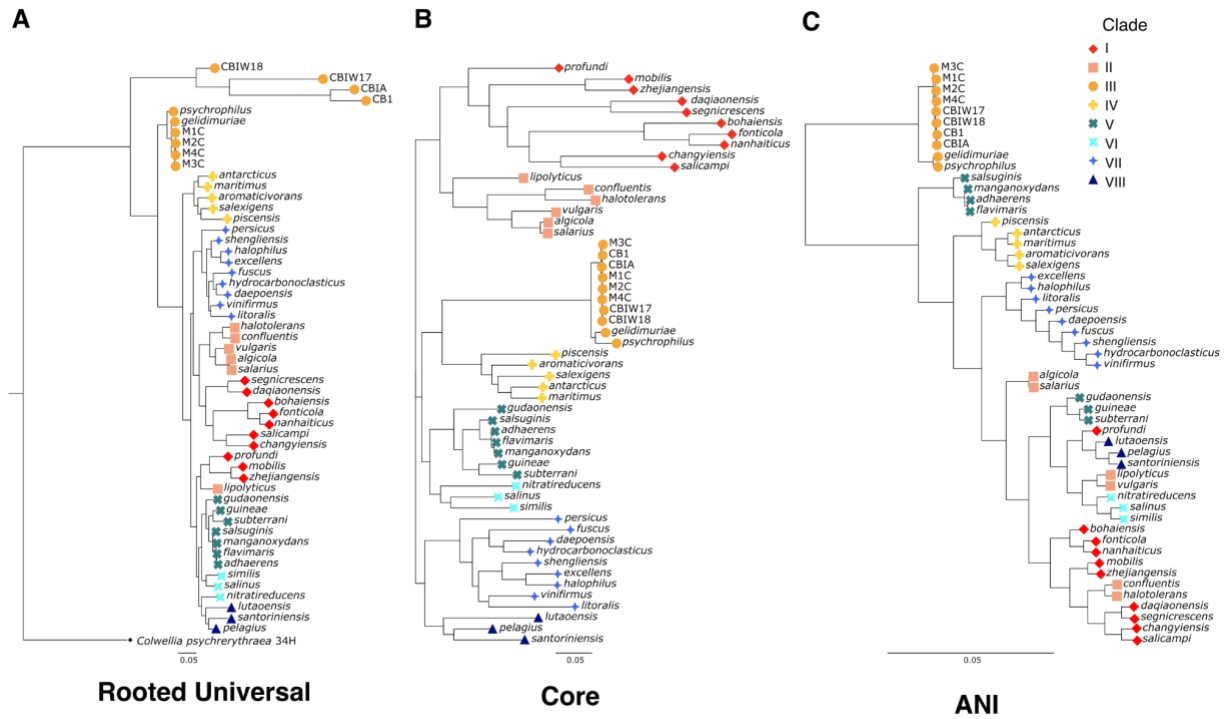 A
CBIW18
CBIW17
CBIA
CB1
psychrophilus
gelidimuriae
M1C
M2C
M4C
M3C
antarcticus
maritimus
aromaticivorans
salexigens
piscensis
persicus
shengliensis
halophilus
excellens
fuscus
hydrocarbonoclasticus
daepoensis
vinifirmus
litoralis
halotolerans
confluentis
vulgaris
algicola
salarius
segnicrescens
daqiaonensis
bohaiensis
fonticola
nanhaiticus
salicampi
changyiensis
profundi
mobilis
zhejiangensis
lipolyticus
gudaonensis
guineae
subterrani
salsuginis
manganoxydans
flavimaris
adhaerens
similis
salinus
nitratireducens
lutaoensis
santoriniensis
pelagius
Colwellia psychrerythraea 34H
0.05
Rooted Universal
B
profundi
mobilis
zhejiangensis
daqiaonensis
segnicrescens
bohaiensis
fonticola
nanhaiticus
changyiensis
salicampi
lipolyticus
confluentis
halotolerans
vulgaris
algicola
salarius
M3C
CB1
CBIA
M1C
M2C
M4C
CBIW17
CBIW18
gelidimuriae
psychrophilus
piscensis
aromaticivorans
salexigens
antarcticus
maritimus
gudaonensis
salsuginis
adhaerens
flavimaris
manganoxydans
guineae
subterrani
nitratireducens
salinus
similis
persicus
fuscus
daepoensis
hydrocarbonoclasticus
shengliensis
excellens
halophilus
vinifirmus
litoralis
lutaoensis
pelagius
santoriniensis
0.05
Core
C
M3C
M1C
M2C
M4C
CBIW17
CBIW18
CB1
CBIA
gelidimuriae
psychrophilus
salsuginis
manganoxydans
adhaerens
flavimaris
piscensis
antarcticus
maritimus
aromaticivorans
salexigens
excellens
halophilus
litoralis
persicus
daepoensis
fuscus
shengliensis
hydrocarbonoclasticus
vinifirmus
algicola
salarius
gudaonensis
guineae
subterrani
profundi
lutaoensis
pelagius
santoriniensis
lipolyticus
vulgaris
nitratireducens
salinus
similis
bohaiensis
fonticola
nanhaiticus
mobilis
zhejiangensis
confluentis
halotolerans
daqiaonensis
segnicrescens
changyiensis
salicampi
0.05
ANI
Clade
I
II
III
IV
V
VI
VII
VIII